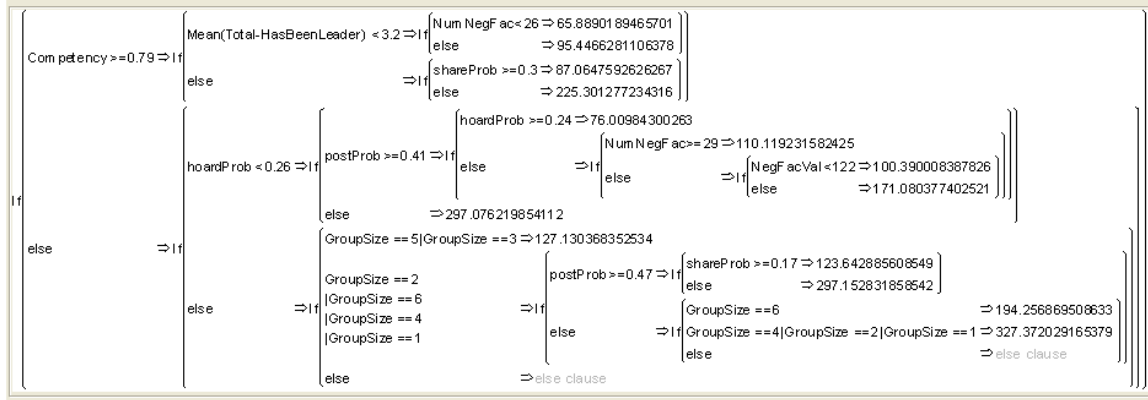 If
Competency>=0.79 ⇒ If
Mean(Total-HasBeenLeader) <3.2 ⇒ If
NumNegFac<26 ⇒ 65.8890189465701
else ⇒ 95.4466281106378
else ⇒ If
shareProb >=0.3 ⇒ 87.0647592626267
else ⇒ 225.301277234316
else ⇒ If
hoardProb <0.26 ⇒ If
postProb >=0.41 ⇒ If
hoardProb >=0.24 ⇒ 76.00984300263
else ⇒ If
NumNegFac>= 29 ⇒ 110.119231582425
else ⇒ If
NegFacVal<122 ⇒ 100.390008387826
else ⇒ 171.080377402521
else ⇒ 297.076219854112
else ⇒ If
GroupSize ==5|GroupSize ==3 ⇒ 127.130368352534
GroupSize ==2
|GroupSize ==6
|GroupSize ==4
|GroupSize ==1
⇒ If
postProb>=0.47 ⇒ If
shareProb >=0.17 ⇒ 123.642885608549
else ⇒ 297.152831858542
else ⇒ If
GroupSize ==6 ⇒ 194.256869508633
GroupSize ==4|GroupSize ==2|GroupSize ==1 ⇒ 327.372029165379
else ⇒ else clause
else ⇒ else clause